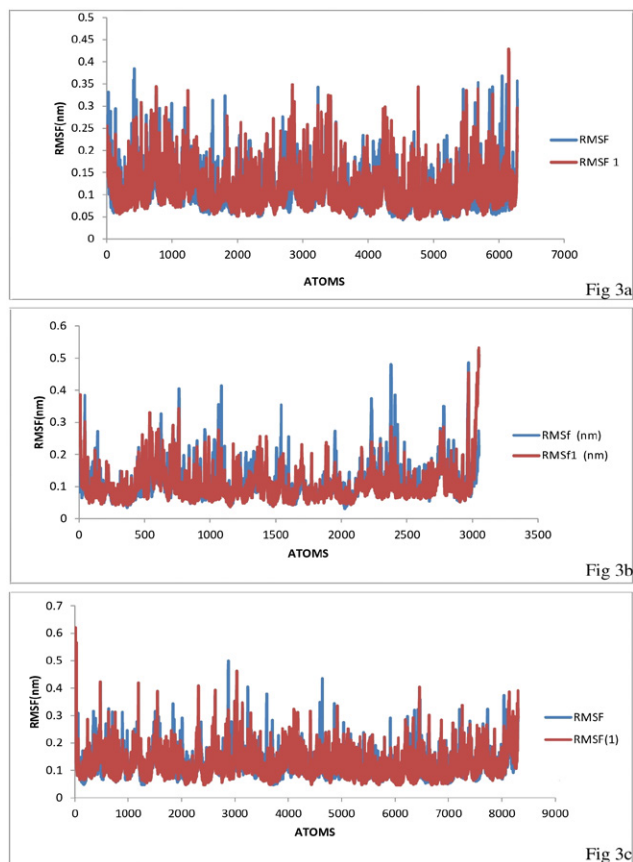 0.5
0.45
0.4
0.35
0.3
0.25
0.2
0.15
0.1
0.05
0
RMSF(nm)
0 1000 2000 3000 4000 5000 6000 7000
ATOMS
RMSF
RMSF 1
Fig 3a
0.6
0.5
0.4
0.3
0.2
0.1
0
RMSF(nm)
0 500 1000 1500 2000 2500 3000 3500
ATOMS
RMSf (nm)
RMSf1 (nm)
Fig 3b
0.7
0.6
0.5
0.4
0.3
0.2
0.1
0
RMSF(nm)
0 1000 2000 3000 4000 5000 6000 7000 8000 9000
ATOMS
RMSF
RMSF(1)
Fig 3c